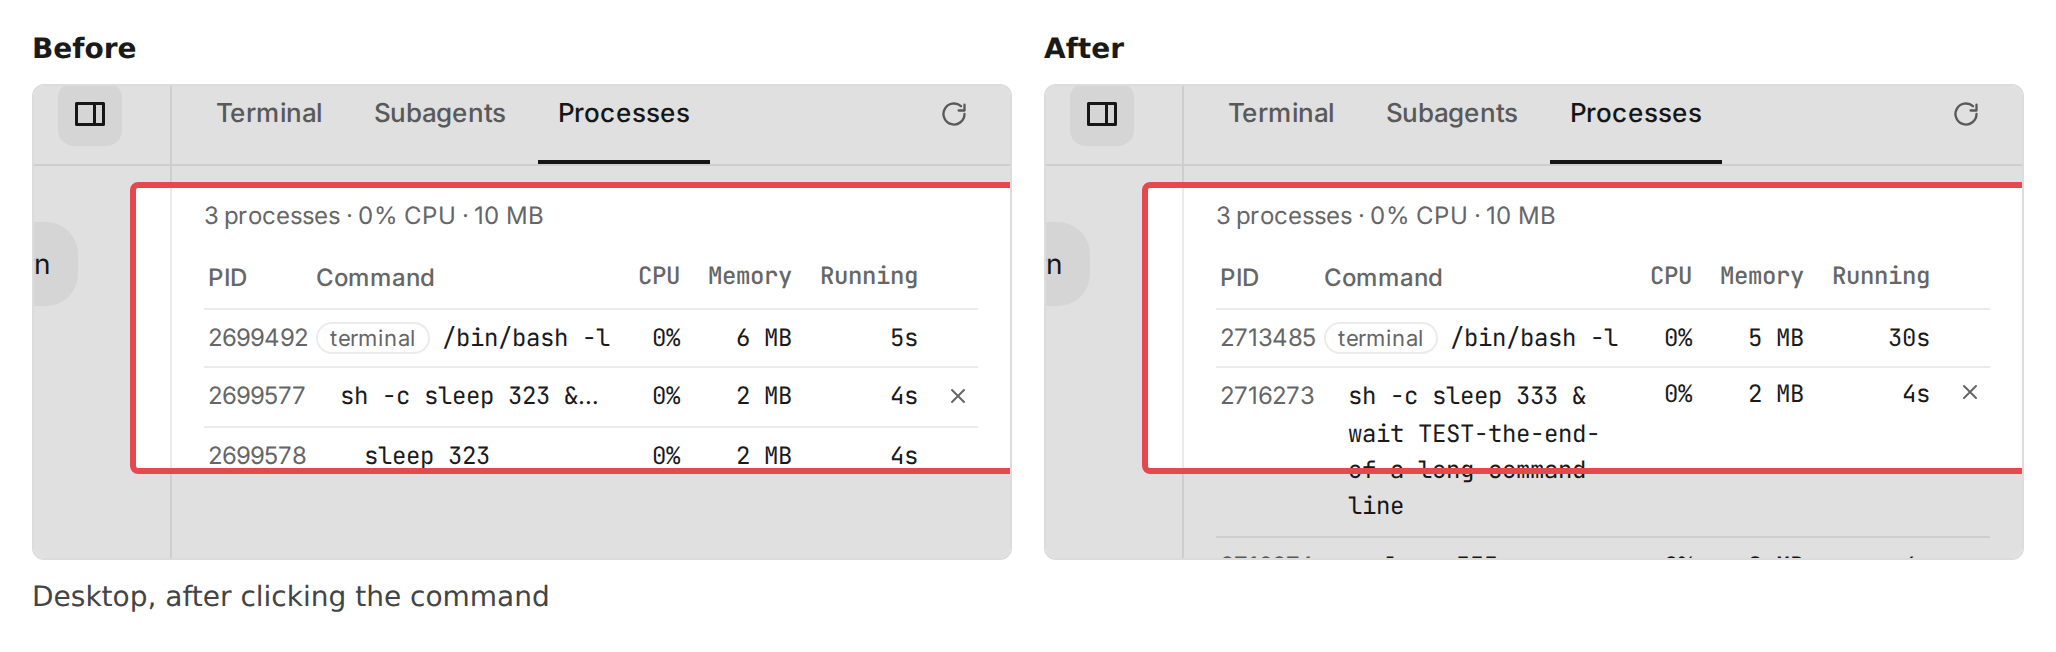 Before
Terminal Subagents Processes
n
3 processes · 0% CPU · 10 MB
PID Command CPU Memory Running
2699492 terminal /bin/bash -l 0% 6 MB 5s
2699577 sh -c sleep 323 &… 0% 2 MB 4s
2699578 sleep 323 0% 2 MB 4s
After
Terminal Subagents Processes
n
3 processes · 0% CPU · 10 MB
PID Command CPU Memory Running
2713485 terminal /bin/bash -l 0% 5 MB 30s
2716273 sh -c sleep 333 & 0% 2 MB 4s
wait TEST-the-end-
of-a-long-command
line
Desktop, after clicking the command